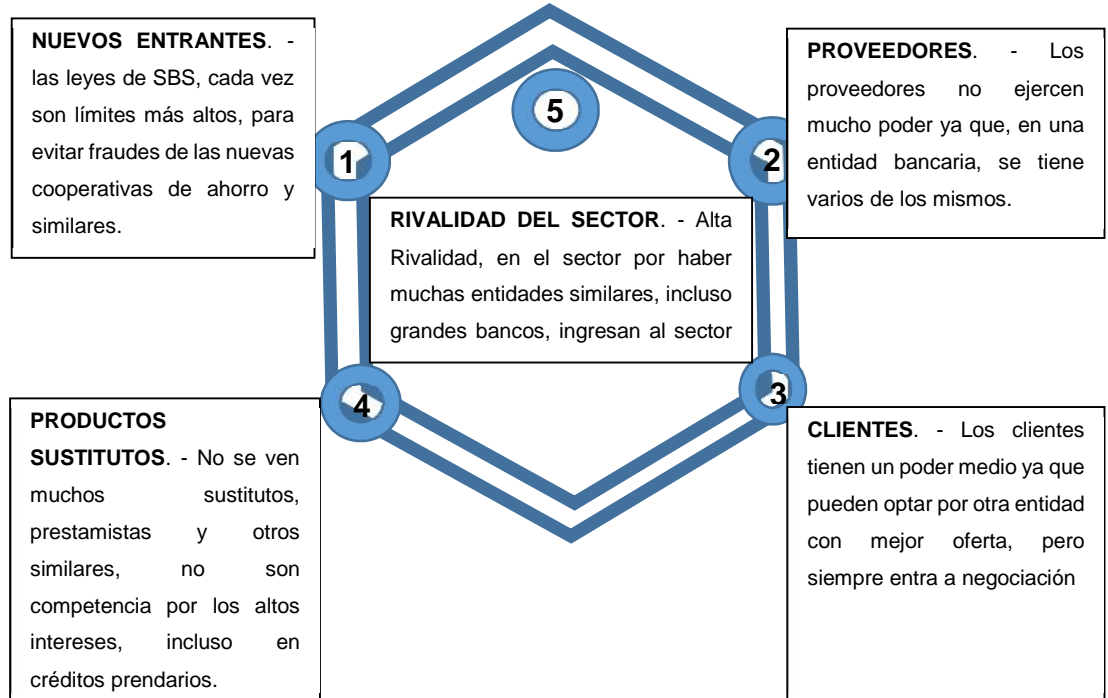 NUEVOS ENTRANTES. -
las leyes de SBS, cada vez
son límites más altos, para
evitar fraudes de las nuevas
cooperativas de ahorro y
similares.
1
5
2
PROVEEDORES. - Los
proveedores no ejercen
mucho poder ya que, en una
entidad bancaria, se tiene
varios de los mismos.
RIVALIDAD DEL SECTOR. - Alta
Rivalidad, en el sector por haber
muchas entidades similares, incluso
grandes bancos, ingresan al sector
4
3
PRODUCTOS
SUSTITUTOS. - No se ven
muchos sustitutos,
prestamistas y otros
similares, no son
competencia por los altos
intereses, incluso en
créditos prendarios.
CLIENTES. - Los clientes
tienen un poder medio ya que
pueden optar por otra entidad
con mejor oferta, pero
siempre entra a negociación